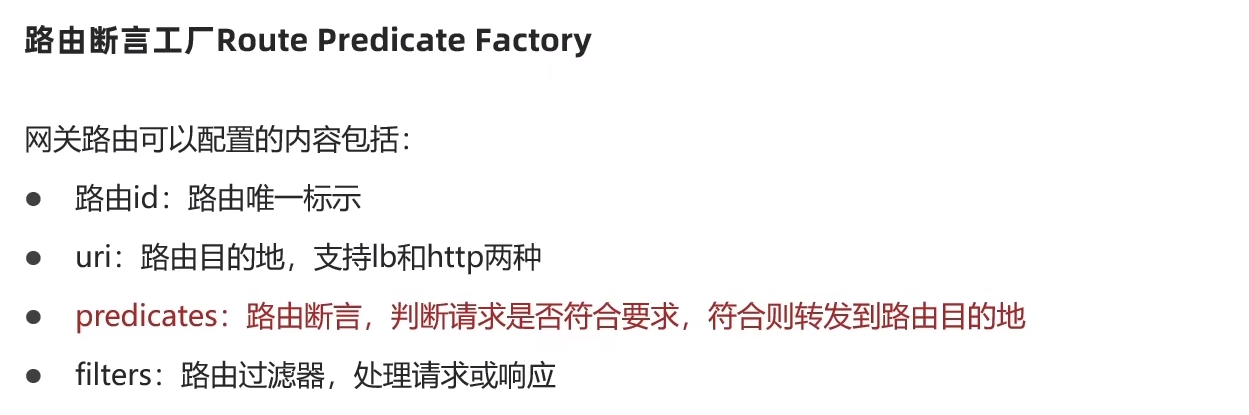 路由断言工厂Route Predicate Factory
网关路由可以配置的内容包括：
● 路由id：路由唯一标示
● uri：路由目的地，支持lb和http两种
● predicates：路由断言，判断请求是否符合要求，符合则转发到路由目的地
● filters：路由过滤器，处理请求或响应